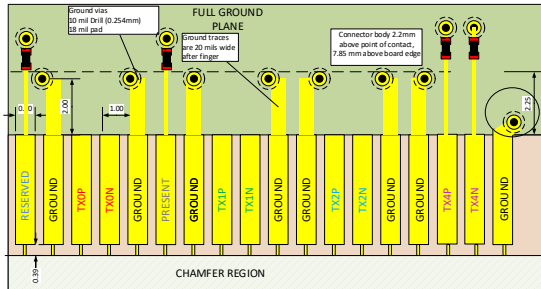 Ground vias
10 mil Drill (0.254mm)
18 mil pad
FULL GROUND
PLANE
Ground traces
are 20 mils wide
after finger
Connector body 2.2mm
above point of contact,
7.85 mm above board edge
2.00
1.00
2.25
RESERVED
GROUND
TX0P
TX0N
GROUND
PRESENT
GROUND
TX1P
TX1N
GROUND
GROUND
TX2P
TX2N
GROUND
GROUND
TX4P
TX4N
GROUND
0.39
CHAMFER REGION